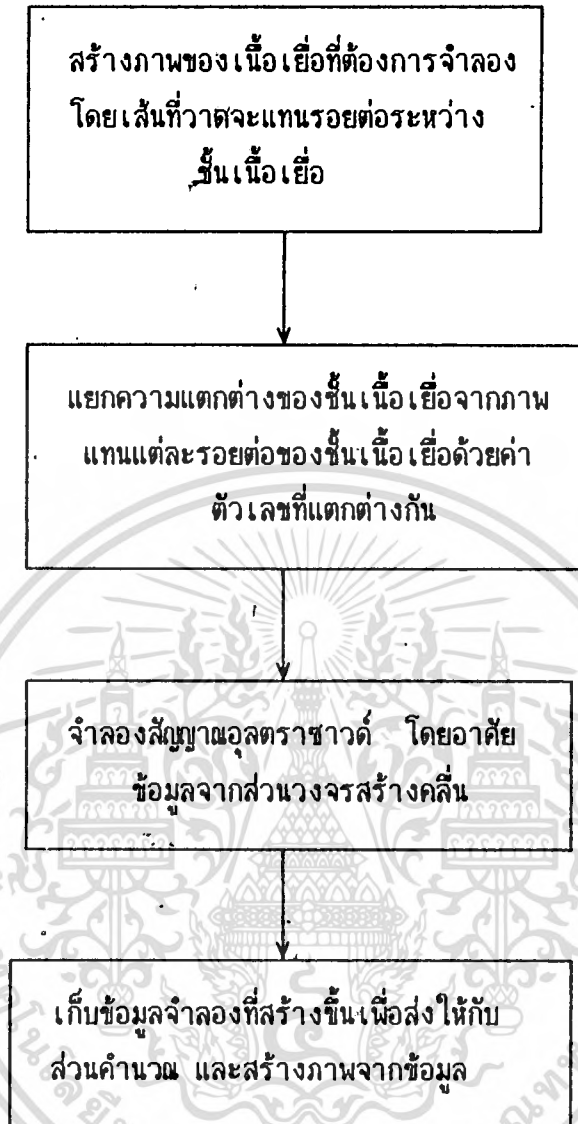 สร้างภาพของเนื้อเยื่อที่ต้องการจำลอง
โดยเส้นที่วาดจะแทนรอยต่อระหว่าง
ชั้นเนื้อเยื่อ
แยกความแตกต่างของชั้นเนื้อเยื่อจากภาพ
แทนแต่ละรอยต่อของชั้นเนื้อเยื่อด้วยค่า
ตัวเลขที่แตกต่างกัน
จำลองสัญญาณอุลตราซาวด์ โดยอาศัย
ข้อมูลจากส่วนวงจรสร้างคลื่น
เก็บข้อมูลจำลองที่สร้างขึ้นเพื่อส่งให้กับ
ส่วนคำนวณ และสร้างภาพจากข้อมูล